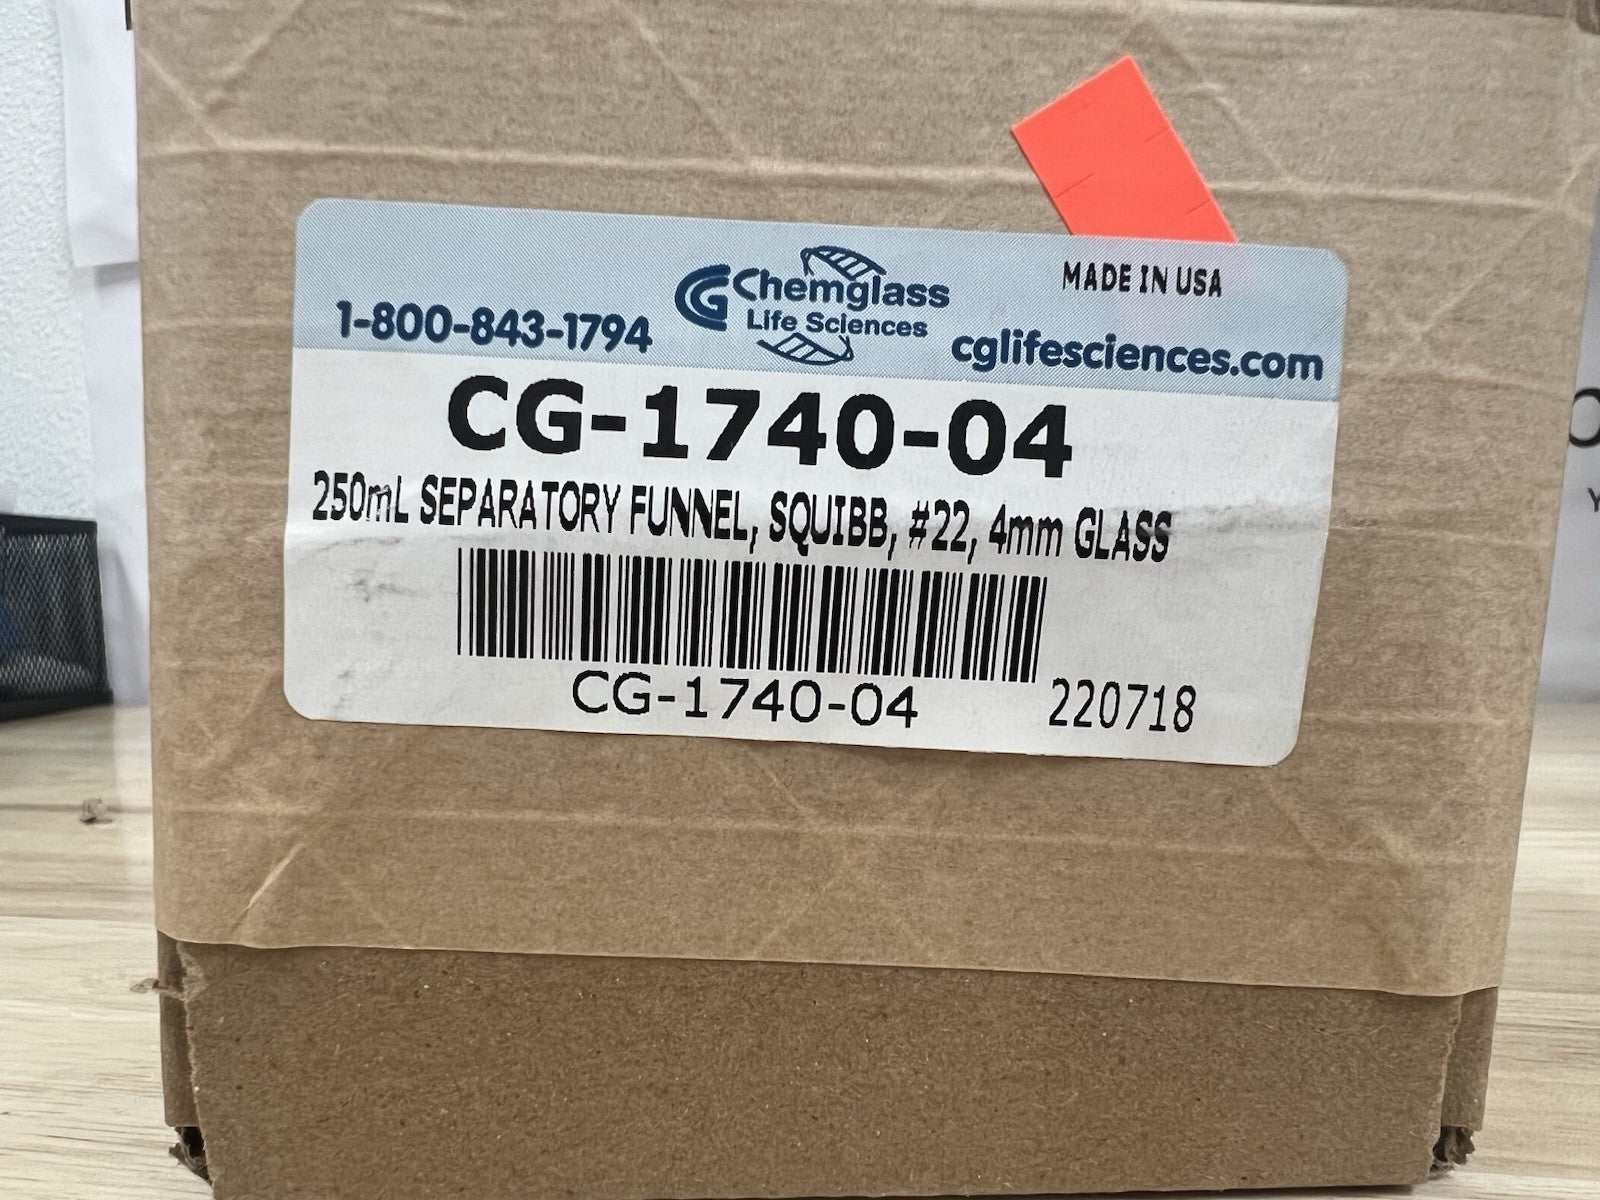 MADE IN USA
1-800-843-1794
CG Chemglass
Life Sciences
cglifesciences.com
CG-1740-04
250mL SEPARATORY FUNNEL, SQUIBB, #22, 4mm GLASS
CG-1740-04
220718